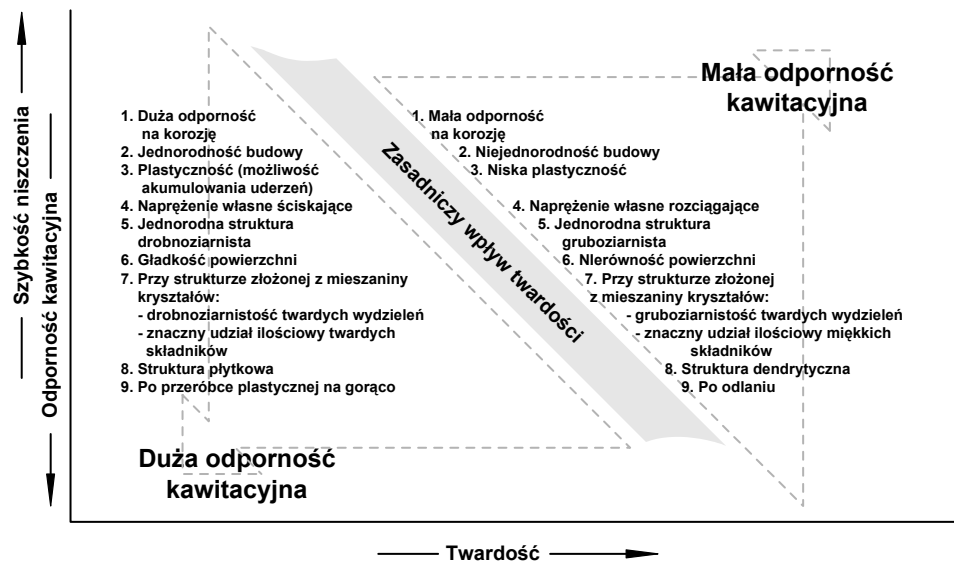 Szybkość niszczenia
Odporność kawitacyjna
Mała odporność
kawitacyjna
1. Duża odporność
na korozję
2. Jednorodność budowy
3. Plastyczność (możliwość
akumulowania uderzeń)
4. Naprężenie własne ściskające
5. Jednorodna struktura
drobnoziarnista
6. Gładkość powierzchni
7. Przy strukturze złożonej z mieszaniny
kryształów:
- drobnoziarnistość twardych wydzieleń
- znaczny udział ilościowy twardych
składników
8. Struktura płytkowa
9. Po przeróbce plastycznej na gorąco
Zasadniczy wpływ twardości
1. Mała odporność
na korozję
2. Niejednorodność budowy
3. Niska plastyczność
4. Naprężenie własne rozciągające
5. Jednorodna struktura
gruboziarnista
6. NIerówność powierzchni
7. Przy strukturze złożonej
z mieszaniny kryształów:
- gruboziarnistość twardych wydzieleń
- znaczny udział ilościowy miękkich
składników
8. Struktura dendrytyczna
9. Po odlaniu
Duża odporność
kawitacyjna
Twardość